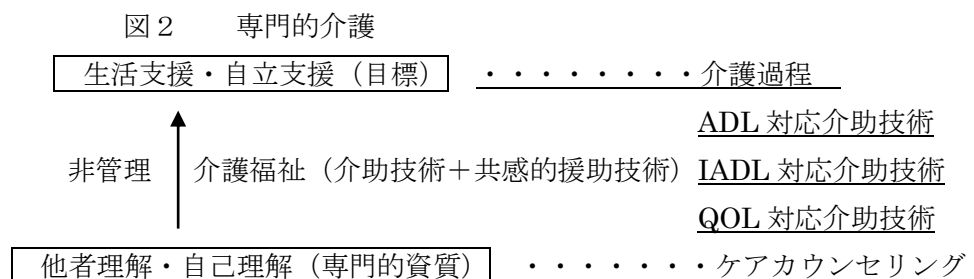 図２　　専門的介護
生活支援・自立支援（目標）　・・・・・・・・介護過程
ADL 対応介助技術
非管理　介護福祉（介助技術＋共感的援助技術）IADL 対応介助技術
QOL 対応介助技術
他者理解・自己理解（専門的資質）　・・・・・・・ケアカウンセリング